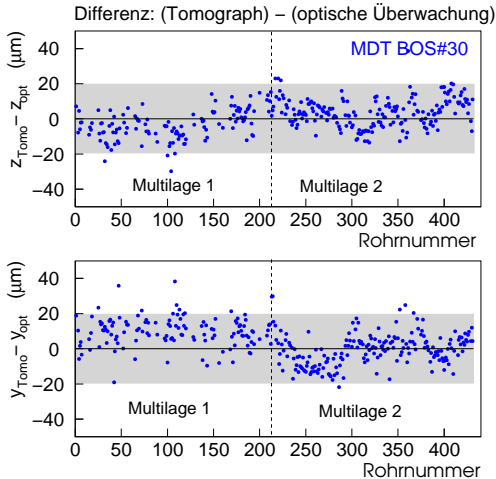 Differenz: (Tomograph) – (optische Überwachung)
z_Tomo – z_opt (μm)
MDT BOS#30
40
20
0
−20
−40
Multilage 1
Multilage 2
0 50 100 150 200 250 300 350 400
Rohrnummer
y_Tomo – y_opt (μm)
40
20
0
−20
−40
Multilage 1
Multilage 2
0 50 100 150 200 250 300 350 400
Rohrnummer